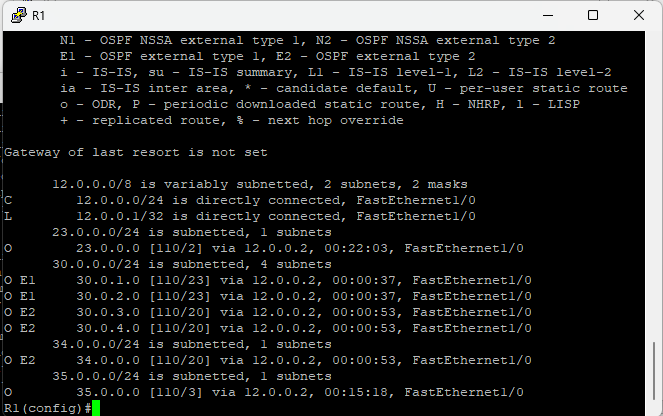 R1
N1 - OSPF NSSA external type 1, N2 - OSPF NSSA external type 2
E1 - OSPF external type 1, E2 - OSPF external type 2
i - IS-IS, su - IS-IS summary, L1 - IS-IS level-1, L2 - IS-IS level-2
ia - IS-IS inter area, * - candidate default, U - per-user static route
o - ODR, P - periodic downloaded static route, H - NHRP, l - LISP
+ - replicated route, % - next hop override
Gateway of last resort is not set
12.0.0.0/8 is variably subnetted, 2 subnets, 2 masks
C 12.0.0.0/24 is directly connected, FastEthernet1/0
L 12.0.0.1/32 is directly connected, FastEthernet1/0
23.0.0.0/24 is subnetted, 1 subnets
O 23.0.0.0 [110/2] via 12.0.0.2, 00:22:03, FastEthernet1/0
30.0.0.0/24 is subnetted, 4 subnets
O E1 30.0.1.0 [110/23] via 12.0.0.2, 00:00:37, FastEthernet1/0
O E1 30.0.2.0 [110/23] via 12.0.0.2, 00:00:37, FastEthernet1/0
O E2 30.0.3.0 [110/20] via 12.0.0.2, 00:00:53, FastEthernet1/0
O E2 30.0.4.0 [110/20] via 12.0.0.2, 00:00:53, FastEthernet1/0
34.0.0.0/24 is subnetted, 1 subnets
O E2 34.0.0.0 [110/20] via 12.0.0.2, 00:00:53, FastEthernet1/0
35.0.0.0/24 is subnetted, 1 subnets
O 35.0.0.0 [110/3] via 12.0.0.2, 00:15:18, FastEthernet1/0
R1(config)#